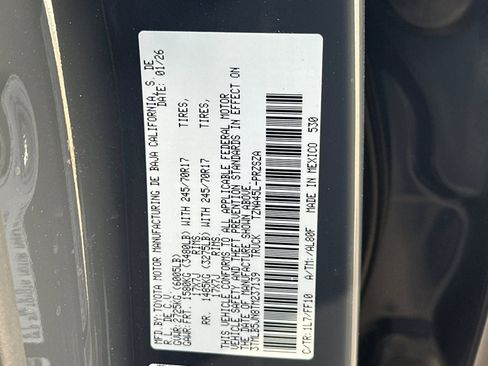 MFD.BY:TOYOTA MOTOR MANUFACTURING DE BAJA CALIFORNIA, S. DE
R.L. DE C.V. DATE: 01/26
GVWR:2725KG(6005LB)
GAWR:FRT. 1580KG(3480LB)WITH 245/70R17 TIRES,
17X7J RIMS,
RR. 1485KG(3275LB)WITH 245/70R17 TIRES,
17X7J RIMS,
THIS VEHICLE CONFORMS TO ALL APPLICABLE FEDERAL MOTOR
VEHICLE SAFETY AND THEFT PREVENTION STANDARDS IN EFFECT ON
THE DATE OF MANUFACTURE SHOWN ABOVE.
3TMLB5JN8TM237139 TRUCK TZNA45L-PRZSZA
C/TR:1L7/FF10 A/TM:/AL80F MADE IN MEXICO 530